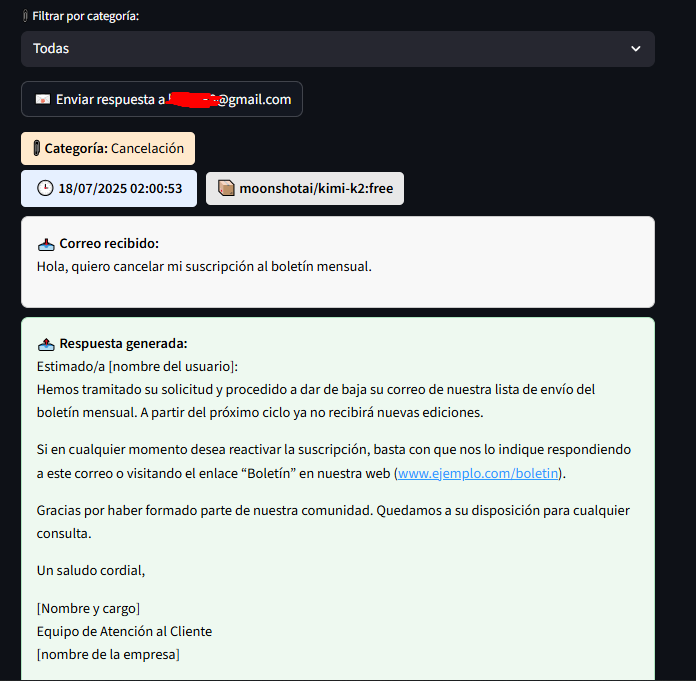 Filtrar por categoría:
Todas
Enviar respuesta a @gmail.com
Categoría: Cancelación
18/07/2025 02:00:53
moonshotai/kimi-k2:free
Correo recibido:
Hola, quiero cancelar mi suscripción al boletín mensual.
Respuesta generada:
Estimado/a [nombre del usuario]:
Hemos tramitado su solicitud y procedido a dar de baja su correo de nuestra lista de envío del
boletín mensual. A partir del próximo ciclo ya no recibirá nuevas ediciones.
Si en cualquier momento desea reactivar la suscripción, basta con que nos lo indique respondiendo
a este correo o visitando el enlace “Boletín” en nuestra web (www.ejemplo.com/boletin).
Gracias por haber formado parte de nuestra comunidad. Quedamos a su disposición para cualquier
consulta.
Un saludo cordial,
[Nombre y cargo]
Equipo de Atención al Cliente
[nombre de la empresa]